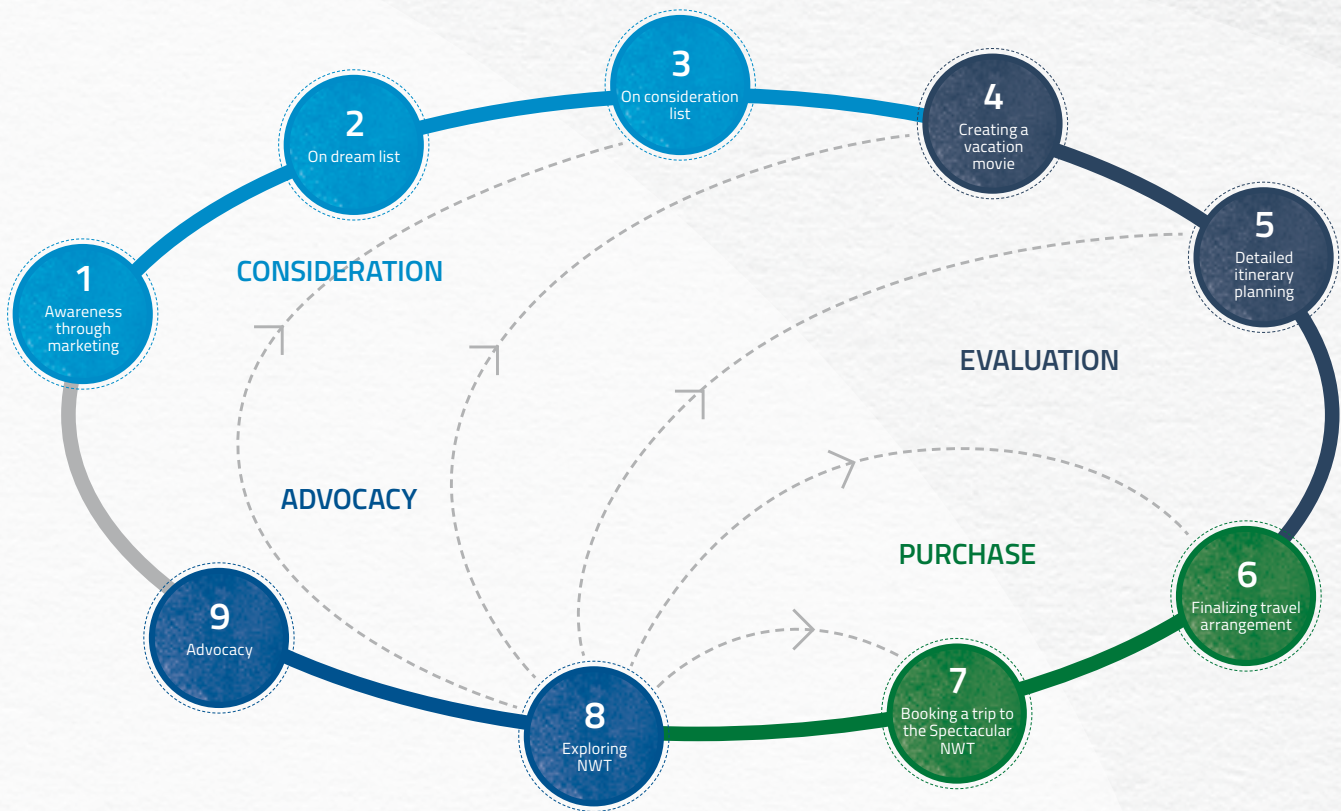 1
Awareness
through
marketing
2
On dream list
3
On consideration
list
4
Creating a
vacation
movie
5
Detailed
itinerary
planning
6
Finalizing travel
arrangement
7
Booking a trip to
the Spectacular
NWT
8
Exploring
NWT
9
Advocacy
CONSIDERATION
EVALUATION
PURCHASE
ADVOCACY